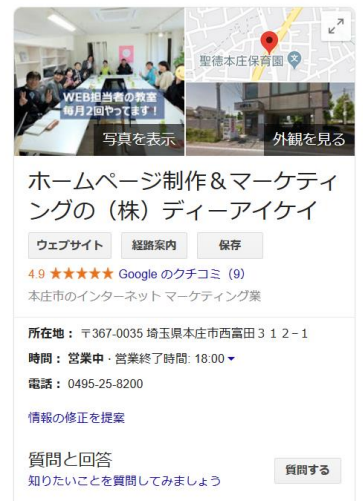 聖徳本庄保育園
WEB担当者の教室
毎月2回やってます！
写真を表示
外観を見る
ホームページ制作＆マーケティ
ングの（株）ディーアイケイ
ウェブサイト
経路案内
保存
4.9 ★★★★★ Google のクチコミ（9）
本庄市のインターネット マーケティング業
所在地： 〒367-0035 埼玉県本庄市西富田３１２−１
時間： 営業中 · 営業終了時間: 18:00
電話： 0495-25-8200
情報の修正を提案
質問と回答
知りたいことを質問してみましょう
質問する